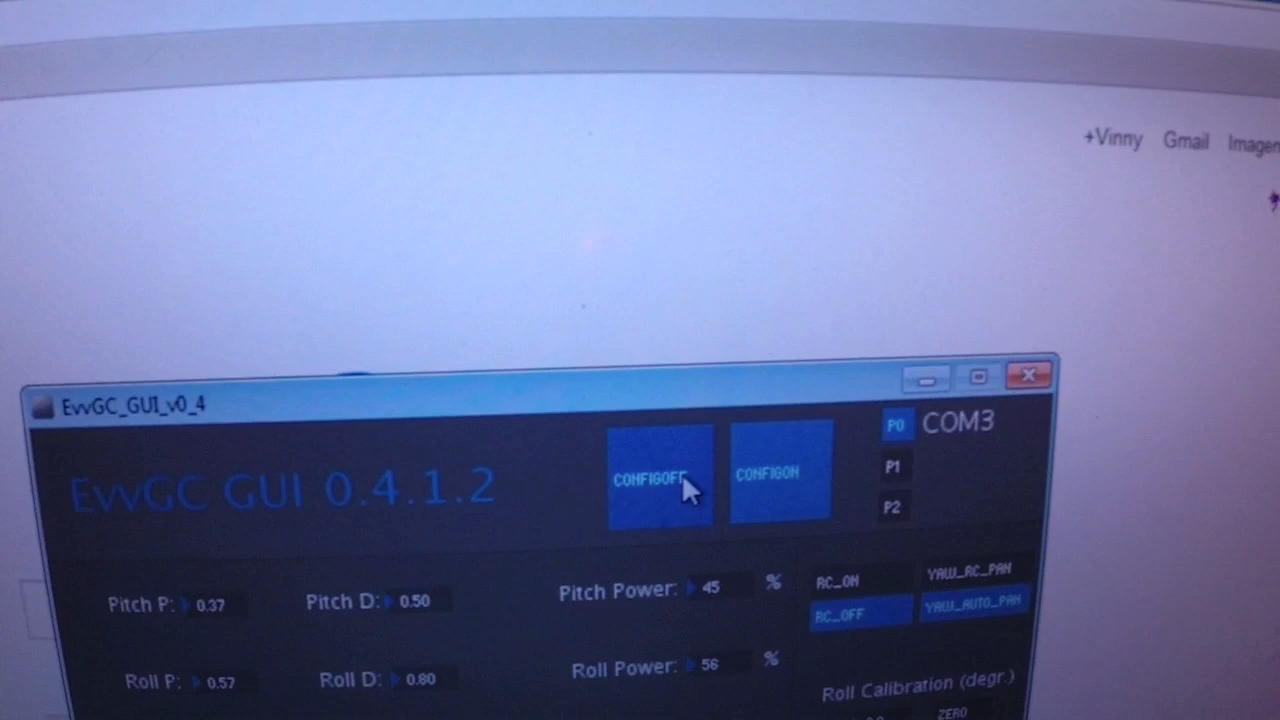 +Vinny Gmail Imagen
EvvGC_GUI_v0_4
EvvGC GUI 0.4.1.2
CONFIGOFF CONFIGON
P0 COM3
P1
P2
Pitch P: 0.37 Pitch D: 0.50 Pitch Power: 45 %
RC_ON YAW_RC_PAN
RC_OFF YAW_AUTO_PAN
Roll P: 0.57 Roll D: 0.80 Roll Power: 56 %
Roll Calibration (degr.)
ZERO